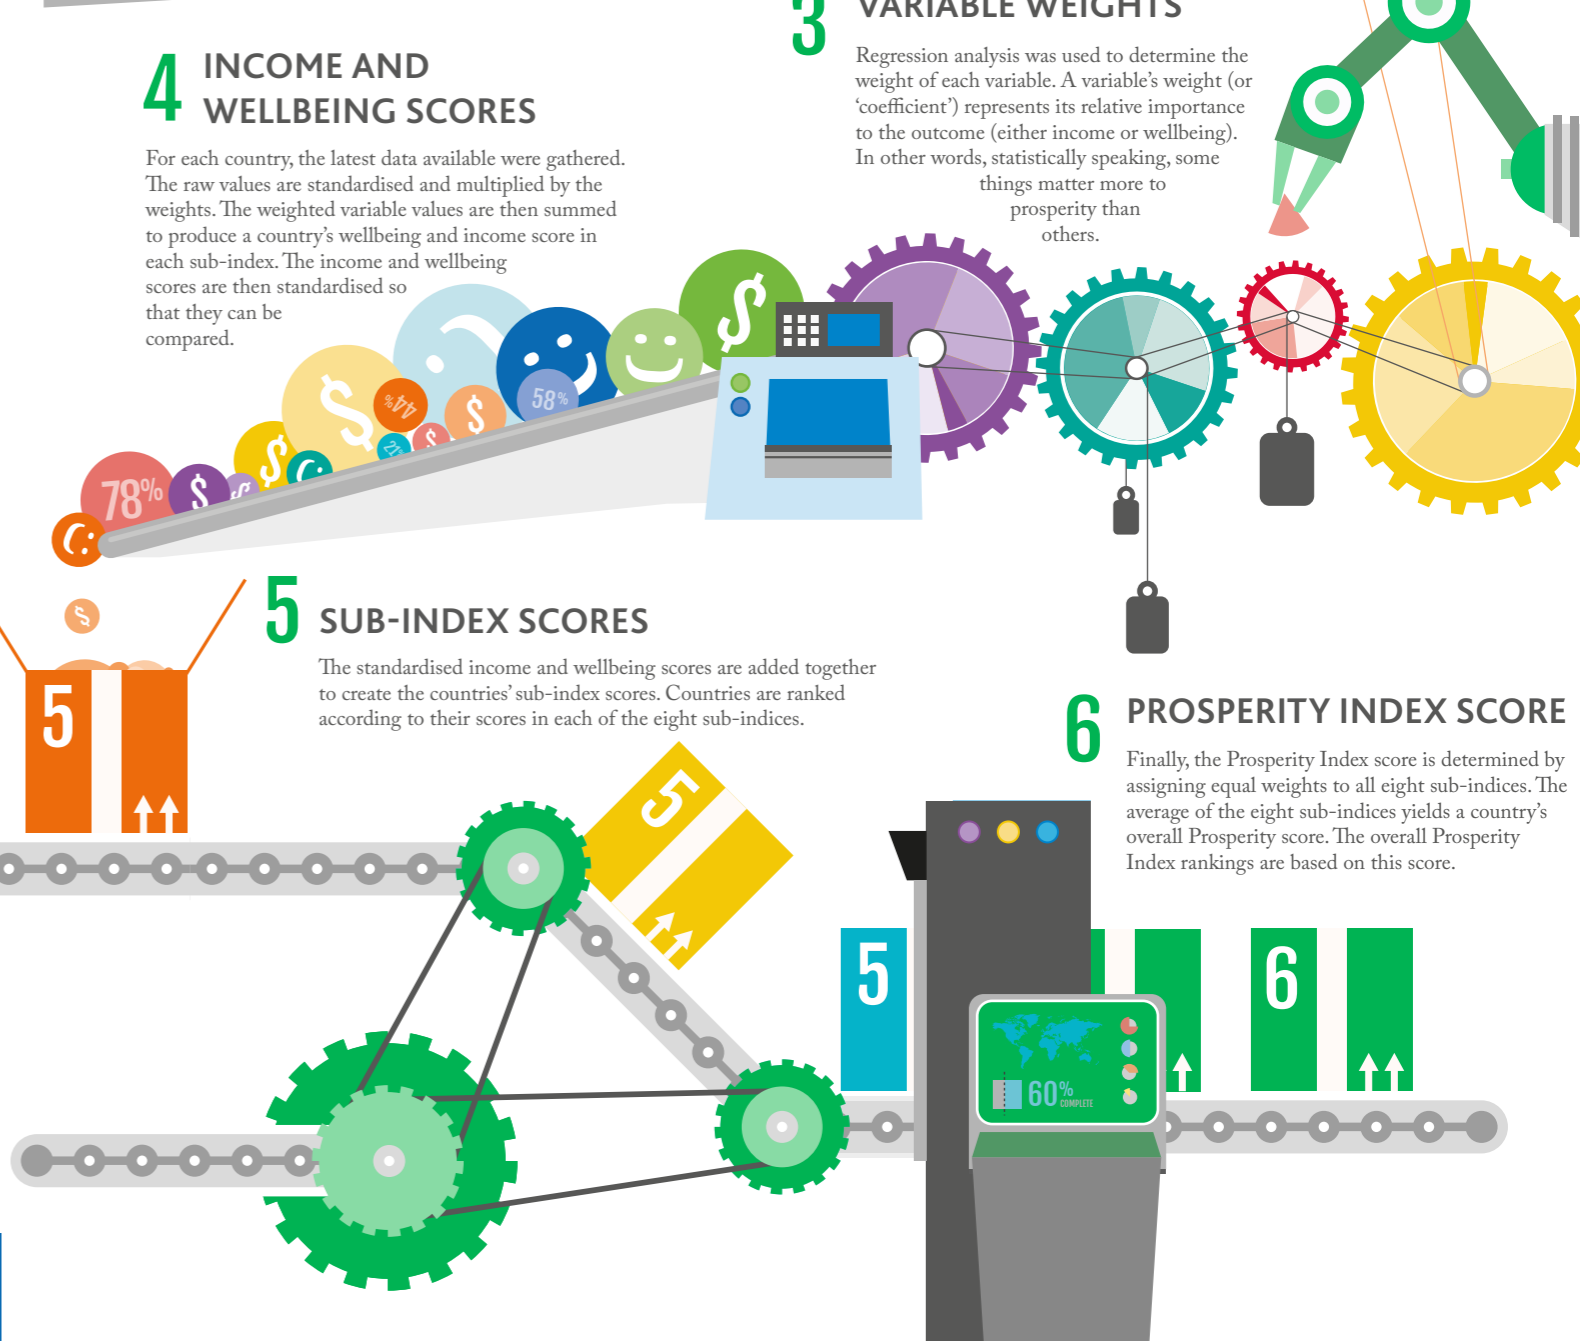 3
VARIABLE WEIGHTS
Regression analysis was used to determine the
weight of each variable. A variable’s weight (or
‘coefficient’) represents its relative importance
to the outcome (either income or wellbeing).
In other words, statistically speaking, some
things matter more to
prosperity than
others.
4
INCOME AND
WELLBEING SCORES
For each country, the latest data available were gathered.
The raw values are standardised and multiplied by the
weights. The weighted variable values are then summed
to produce a country’s wellbeing and income score in
each sub-index. The income and wellbeing
scores are then standardised so
that they can be
compared.
$
$
44%
$
58%
$
21%
$
78%
$
$
$
5
SUB-INDEX SCORES
The standardised income and wellbeing scores are added together
to create the countries’ sub-index scores. Countries are ranked
according to their scores in each of the eight sub-indices.
5
5
6
PROSPERITY INDEX SCORE
Finally, the Prosperity Index score is determined by
assigning equal weights to all eight sub-indices. The
average of the eight sub-indices yields a country’s
overall Prosperity score. The overall Prosperity
Index rankings are based on this score.
5
6
60%
COMPLETE